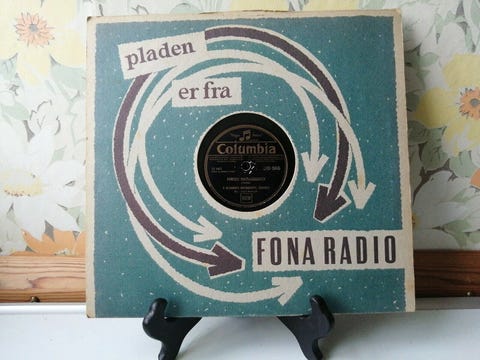 pladen
er fra
Columbia
FONA RADIO